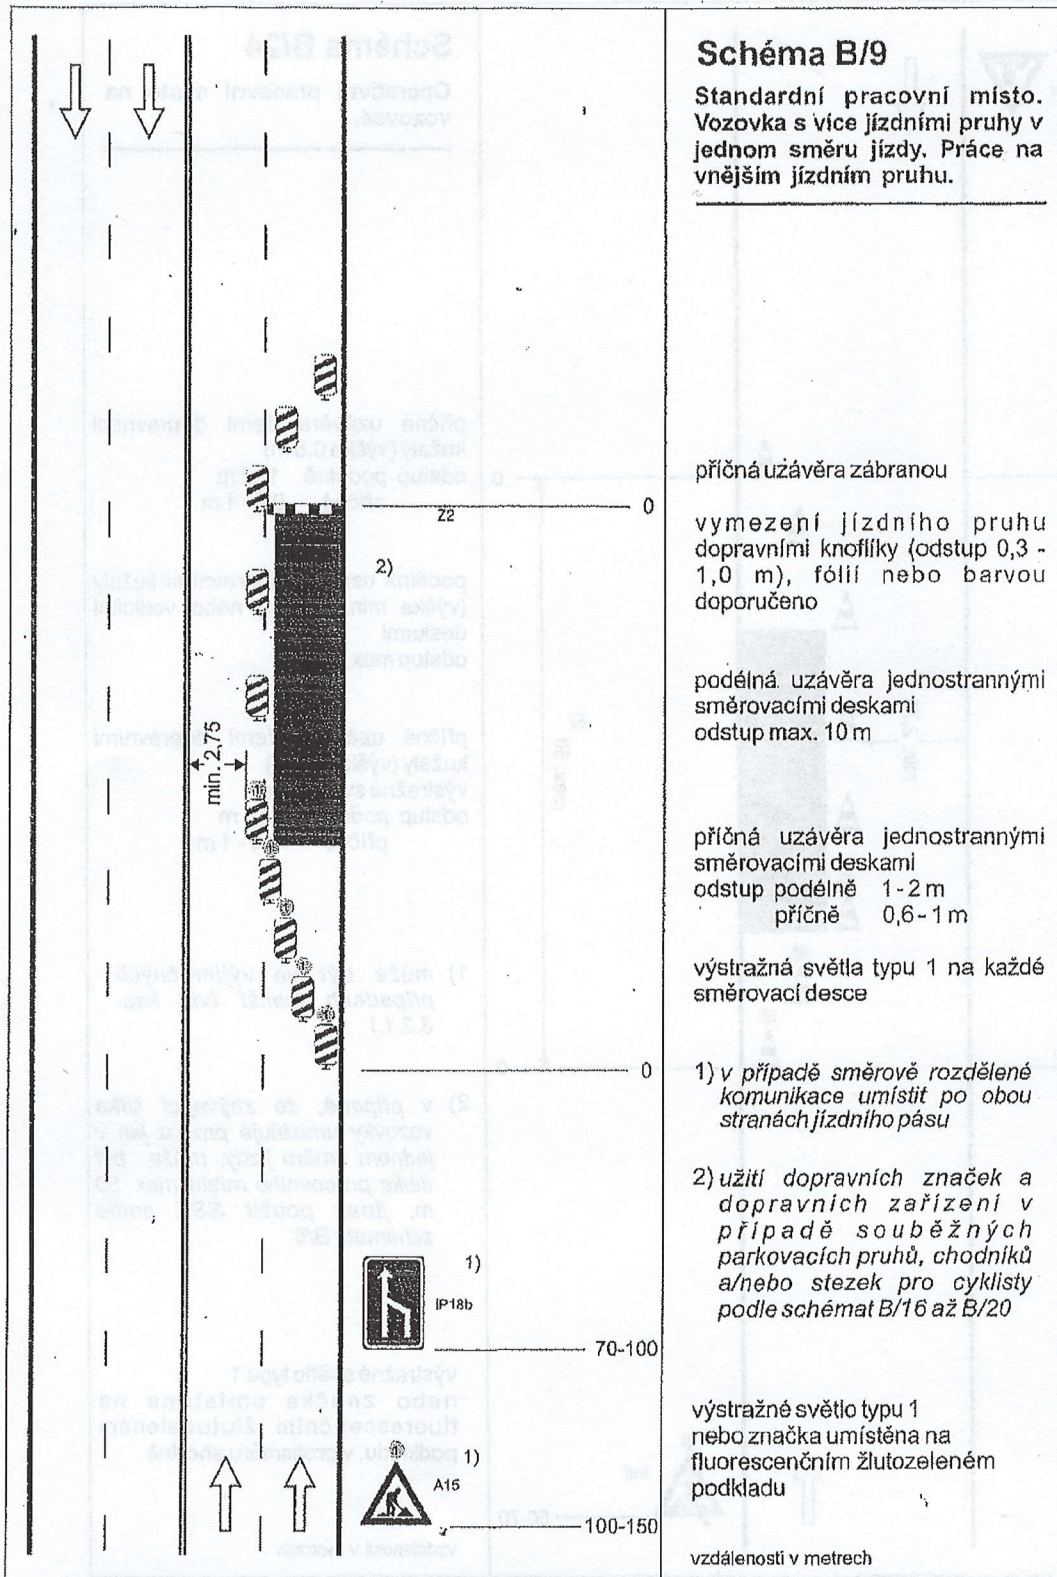 Schéma B/9
Standardní pracovní místo.
Vozovka s více jízdními pruhy v
jednom směru jízdy. Práce na
vnějším jízdním pruhu.
příčná uzávěra zábranou
0
Z2
vymezení jízdního pruhu
dopravními knoflíky (odstup 0,3 -
1,0 m), fólií nebo barvou
doporučeno
2)
podélná uzávěra jednostrannými
směrovacími deskami
odstup max. 10 m
min. 2,75
příčná uzávěra jednostrannými
směrovacími deskami
odstup podélně 1 - 2 m
příčně 0,6 - 1 m
výstražná světla typu 1 na každé
směrovací desce
0
1) v případě směrově rozdělené
komunikace umístit po obou
stranách jízdního pásu
2) užití dopravních značek a
dopravních zařízení v
případě souběžných
parkovacích pruhů, chodníků
a/nebo stezek pro cyklisty
podle schémat B/16 až B/20
1)
IP18b
70-100
výstražné světlo typu 1
nebo značka umístěna na
fluorescenčním žlutozeleném
podkladu
1)
A15
100-150
vzdálenosti v metrech